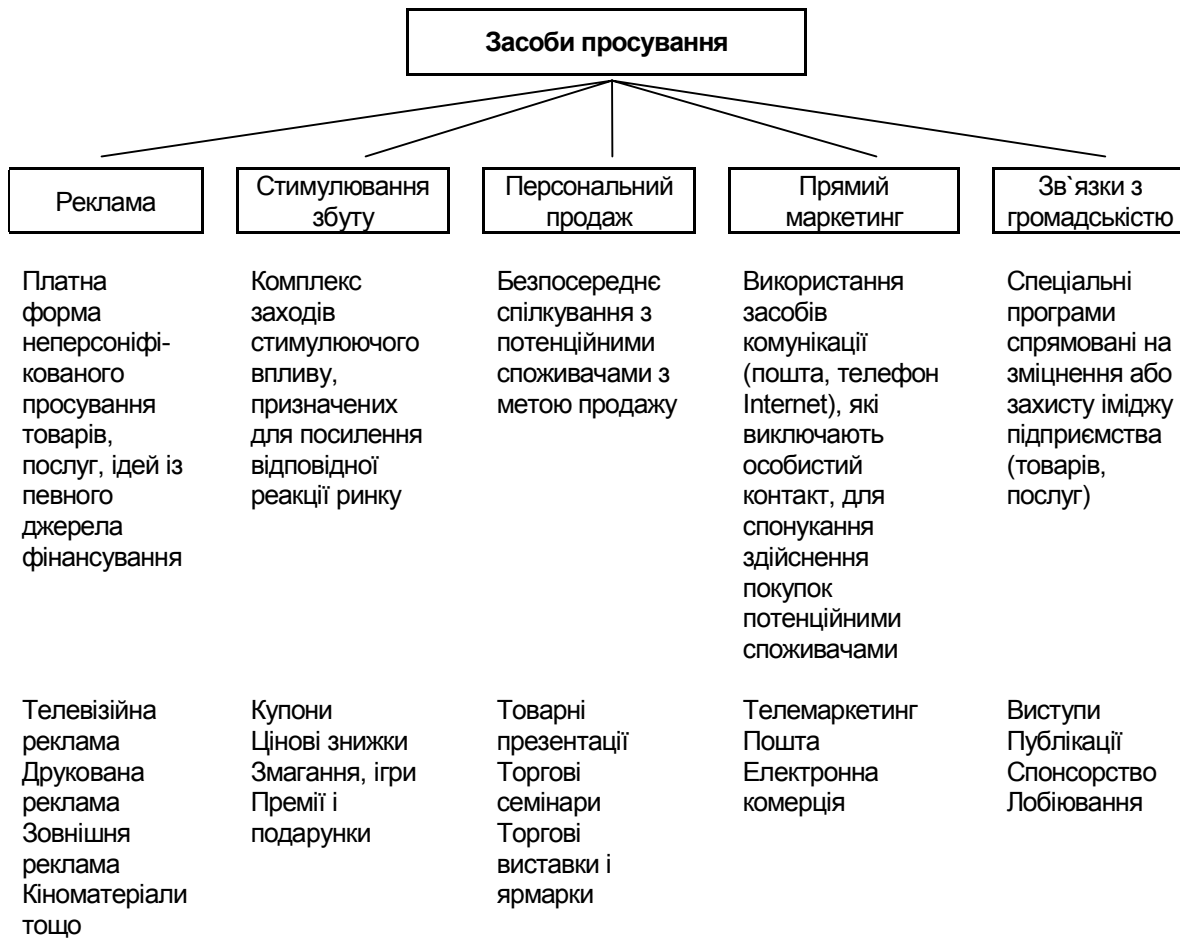 Засоби просування
Реклама
Стимулювання
збуту
Персональний
продаж
Прямий
маркетинг
Зв`язки з
громадськістю
Платна
форма
неперсоніфі-
кованого
просування
товарів,
послуг, ідей із
певного
джерела
фінансування
Комплекс
заходів
стимулюючого
впливу,
призначених
для посилення
відповідної
реакції ринку
Безпосереднє
спілкування з
потенційними
споживачами з
метою продажу
Використання
засобів
комунікації
(пошта, телефон
Internet), які
виключають
особистий
контакт, для
спонукання
здійснення
покупок
потенційними
споживачами
Спеціальні
програми
спрямовані на
зміцнення або
захисту іміджу
підприємства
(товарів,
послуг)
Телевізійна
реклама
Друкована
реклама
Зовнішня
реклама
Кіноматеріали
тощо
Купони
Цінові знижки
Змагання, ігри
Премії і
подарунки
Товарні
презентації
Торгові
семінари
Торгові
виставки і
ярмарки
Телемаркетинг
Пошта
Електронна
комерція
Виступи
Публікації
Спонсорство
Лобіювання